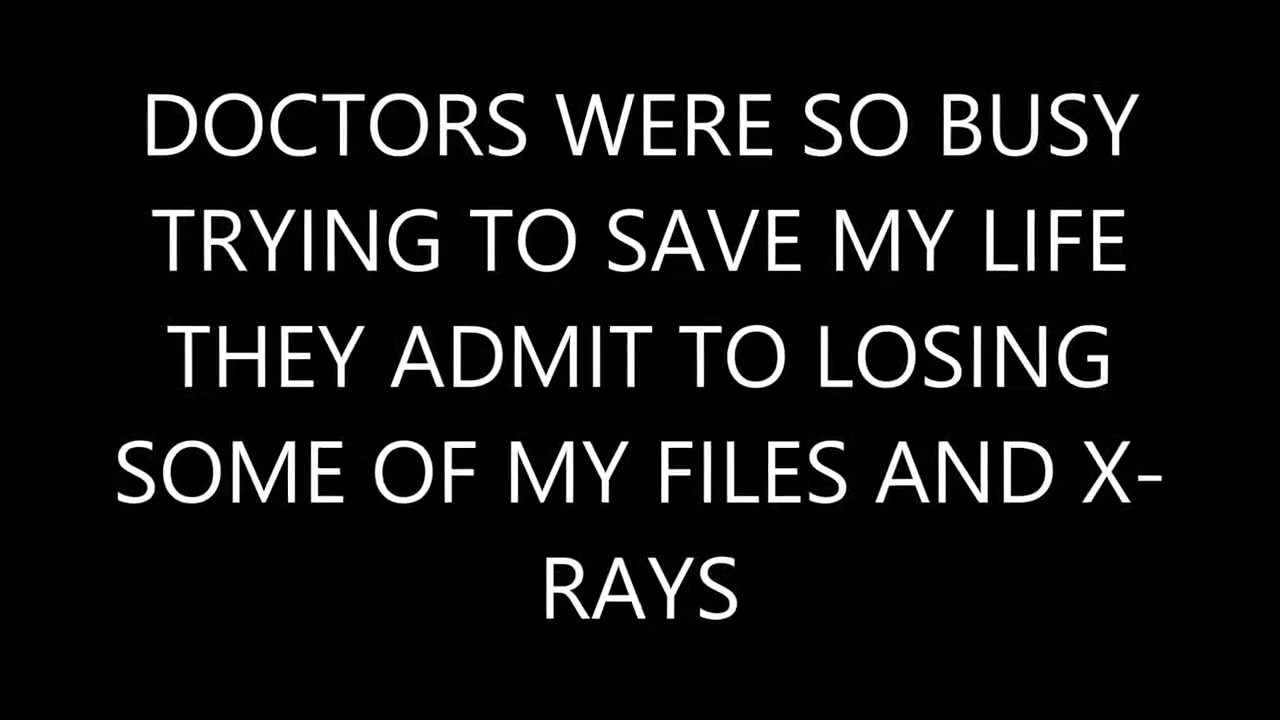 DOCTORS WERE SO BUSY
TRYING TO SAVE MY LIFE
THEY ADMIT TO LOSING
SOME OF MY FILES AND X-
RAYS